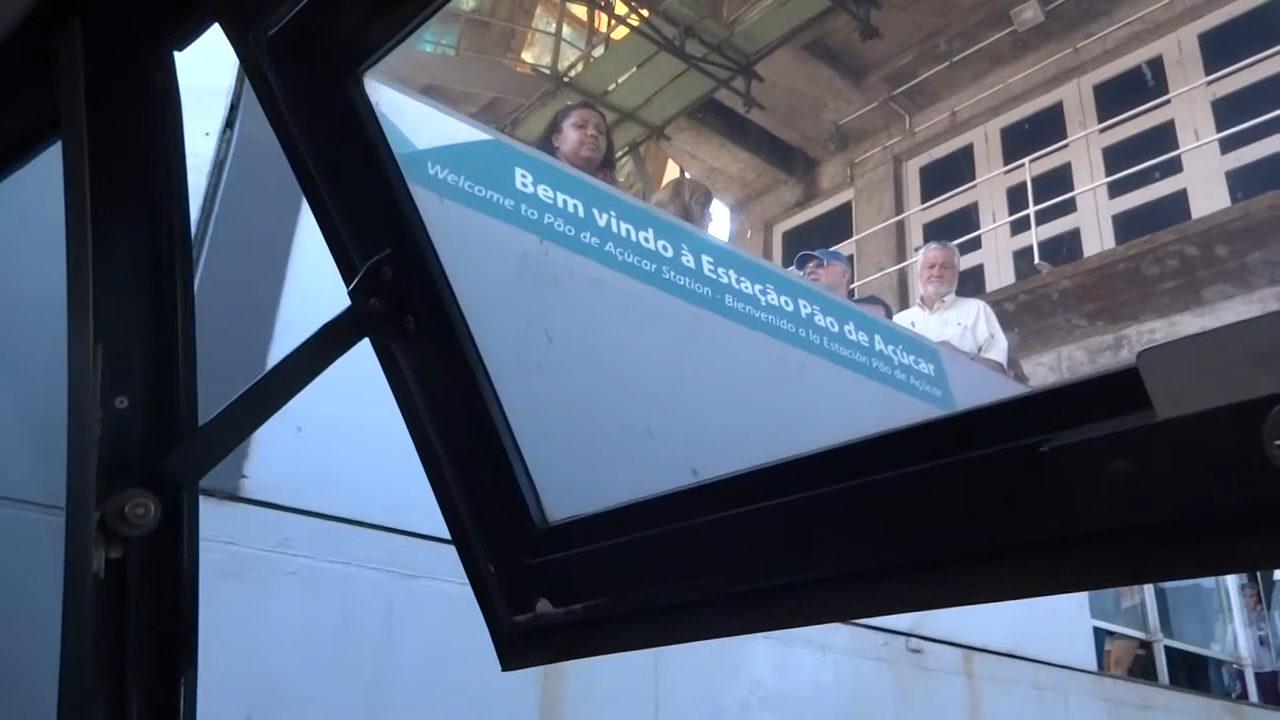 Bem vindo à Estação Pão de Açúcar
Welcome to Pão de Açúcar Station - Bienvenido a la Estación Pão de Açúcar